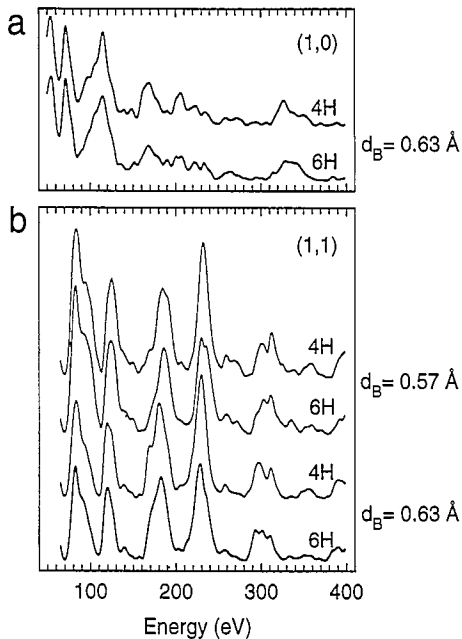 a
(1,0)
4H
6H
d_B= 0.63 Å
b
(1,1)
4H
d_B= 0.57 Å
6H
4H
d_B= 0.63 Å
6H
100 200 300 400
Energy (eV)